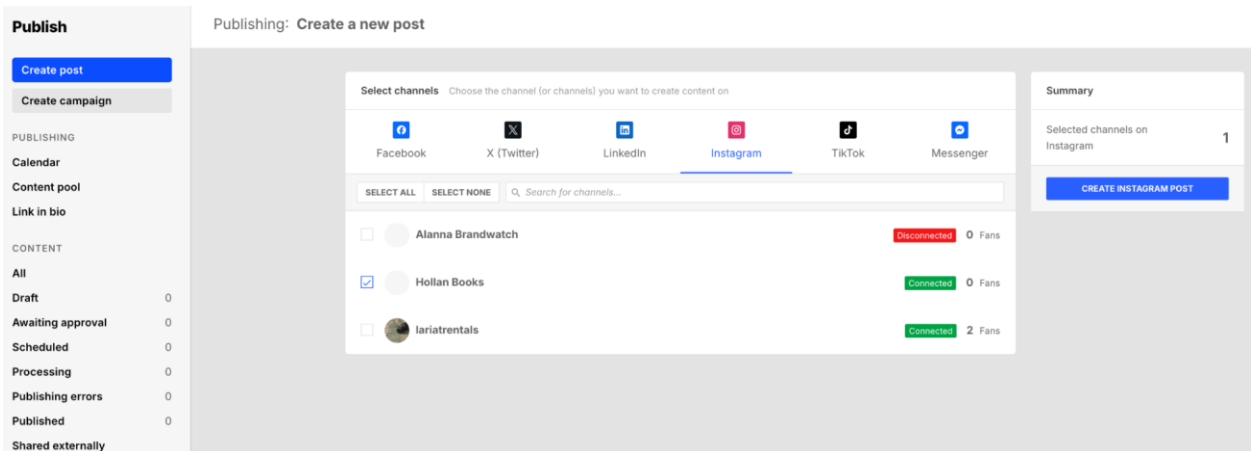 Publish
Create post
Create campaign
PUBLISHING
Calendar
Content pool
Link in bio
CONTENT
All
Draft 0
Awaiting approval 0
Scheduled 0
Processing 0
Publishing errors 0
Published 0
Shared externally
Publishing: Create a new post
Select channels Choose the channel (or channels) you want to create content on
Facebook X (Twitter) LinkedIn Instagram TikTok Messenger
SELECT ALL SELECT NONE Search for channels...
Alanna Brandwatch Disconnected 0 Fans
Hollan Books Connected 0 Fans
lariatrentals Connected 2 Fans
Summary
Selected channels on
Instagram 1
CREATE INSTAGRAM POST